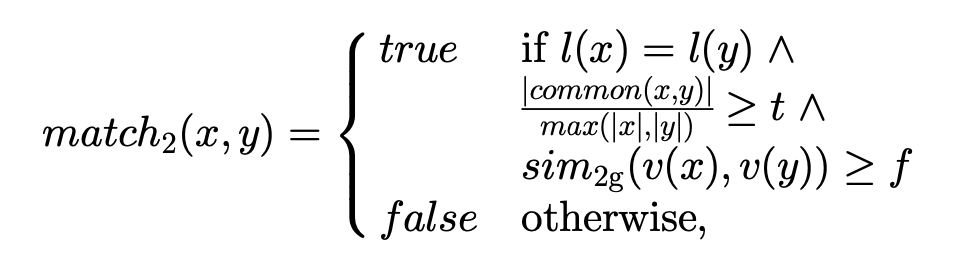 true if l(x) = l(y) ∧
|common(x,y)|
max(|x|,|y|) ≥ t ∧
match₂(x, y) = {
sim₂g(v(x), v(y)) ≥ f
false otherwise,